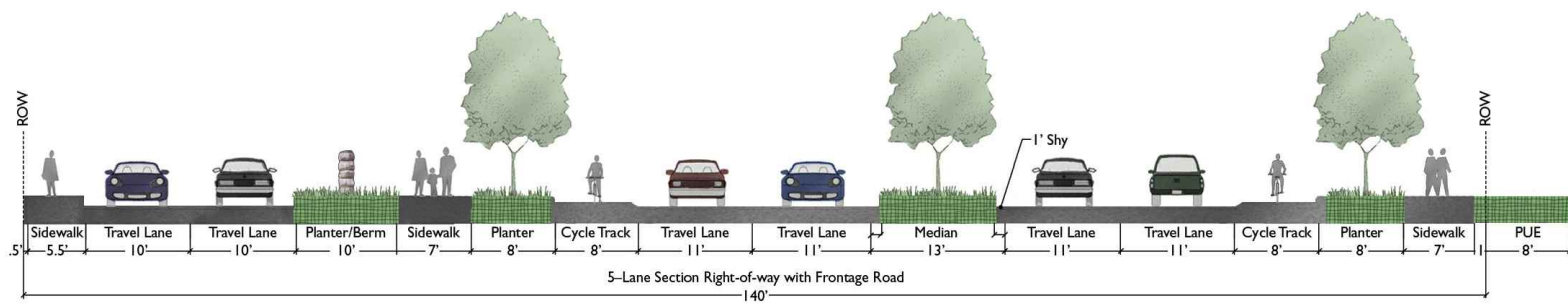 ROW
ROW
1' Shy
Sidewalk Travel Lane Travel Lane Planter/Berm Sidewalk Planter Cycle Track Travel Lane Travel Lane Median Travel Lane Travel Lane Cycle Track Planter Sidewalk PUE
.5' 5.5' 10' 10' 10' 7' 8' 8' 11' 11' 13' 11' 11' 8' 8' 7' 1' 8'
5–Lane Section Right-of-way with Frontage Road
140'